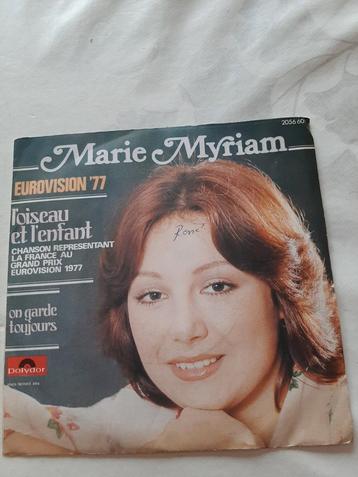 2056 60
Marie Myriam
EUROVISION '77
l'oiseau
et l'enfant
CHANSON REPRESENTANT
LA FRANCE AU
GRAND PRIX
EUROVISION 1977
on garde
toujours
Polydor